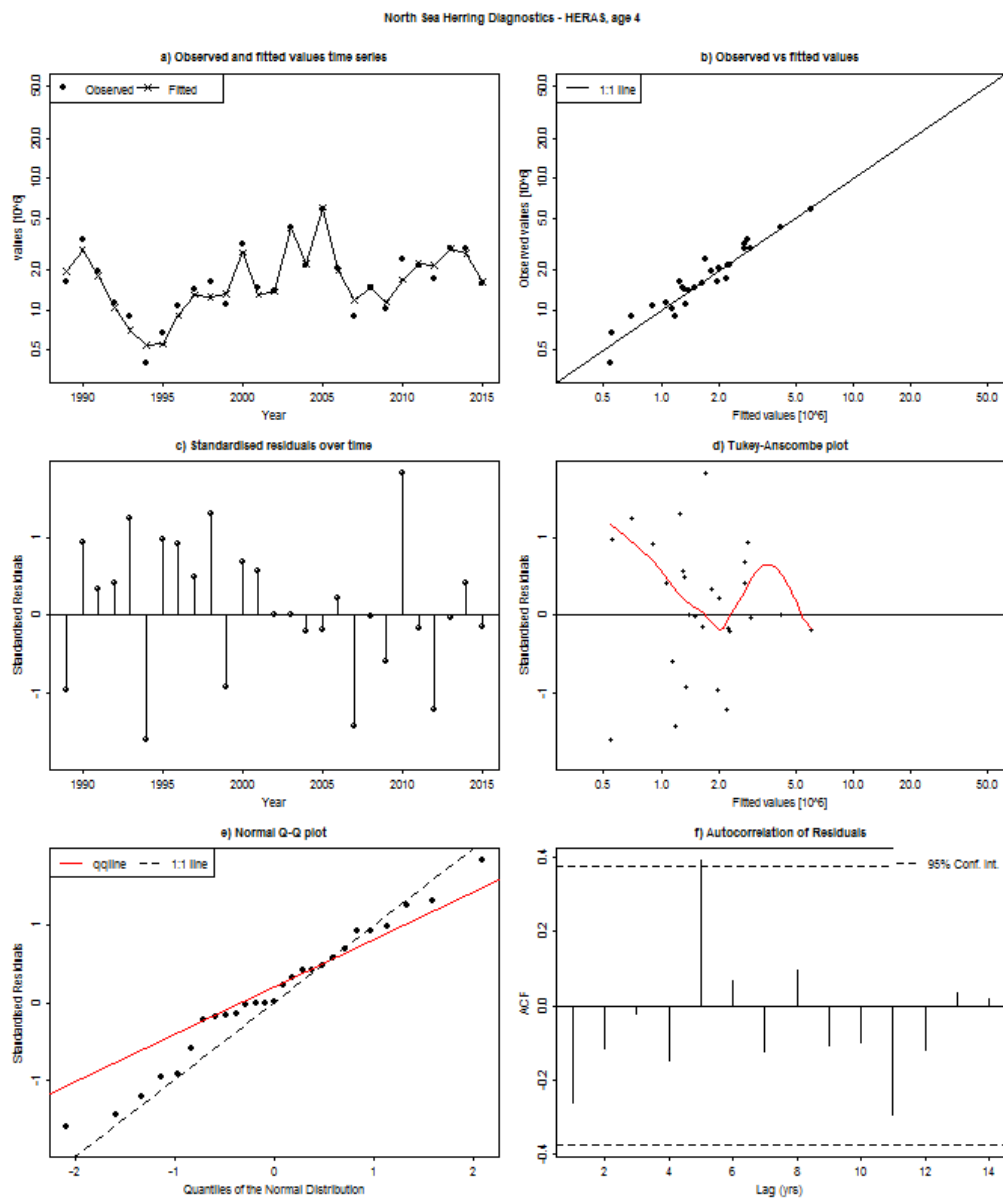 North Sea Herring Diagnostics - HERAS, age 4
a) Observed and fitted values time series
Observed Fitted
values [10^6]
0.5 1.0 2.0 5.0 10.0 20.0 50.0
1990 1995 2000 2005 2010 2015
Year
b) Observed vs fitted values
1:1 line
Observed values [10^6]
0.5 1.0 2.0 5.0 10.0 20.0 50.0
0.5 1.0 2.0 5.0 10.0 20.0 50.0
Fitted values [10^6]
c) Standardised residuals over time
Standardised Residuals
-1 0 1
1990 1995 2000 2005 2010 2015
Year
d) Tukey-Anscombe plot
Standardised Residuals
-1 0 1
0.5 1.0 2.0 5.0 10.0 20.0 50.0
Fitted values [10^6]
e) Normal Q-Q plot
qqline 1:1 line
Standardised Residuals
-1 0 1
-2 -1 0 1 2
Quantiles of the Normal Distribution
f) Autocorrelation of Residuals
95% Conf. Int.
ACF
-0.4 -0.2 0.0 0.2 0.4
2 4 6 8 10 12 14
Lag (yrs)